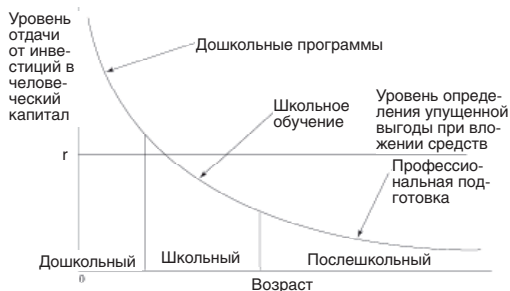 Уровень
отдачи
от инве-
стиций в
челове-
ческий
капитал
Дошкольные программы
Школьное
обучение
Уровень опреде-
ления упущенной
выгоды при вло-
жении средств
r
Профессио-
нальная под-
готовка
Дошкольный
Школьный
Послешкольный
0
Возраст